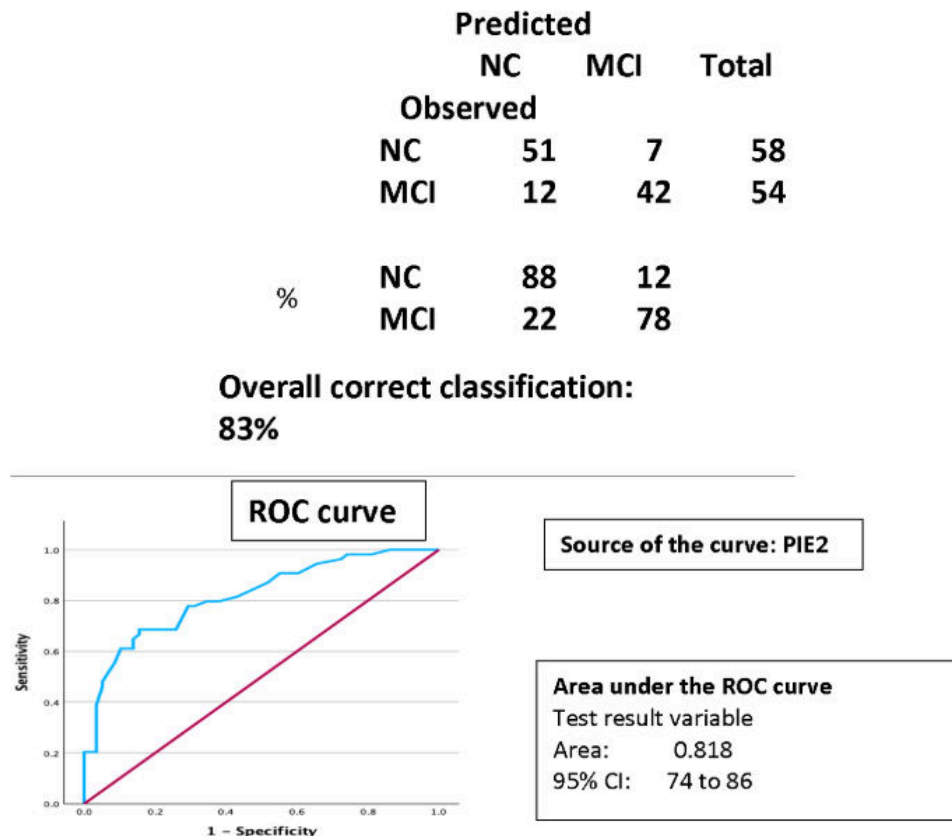 Predicted
NC MCI Total
Observed
NC 51 7 58
MCI 12 42 54
% NC 88 12
MCI 22 78
Overall correct classification:
83%
ROC curve
Source of the curve: PIE2
1.0
0.8
0.6
0.4
0.2
0.0
Sensitivity
0.0 0.2 0.4 0.6 0.8 1.0
1 – Specificity
Area under the ROC curve
Test result variable
Area: 0.818
95% CI: 74 to 86